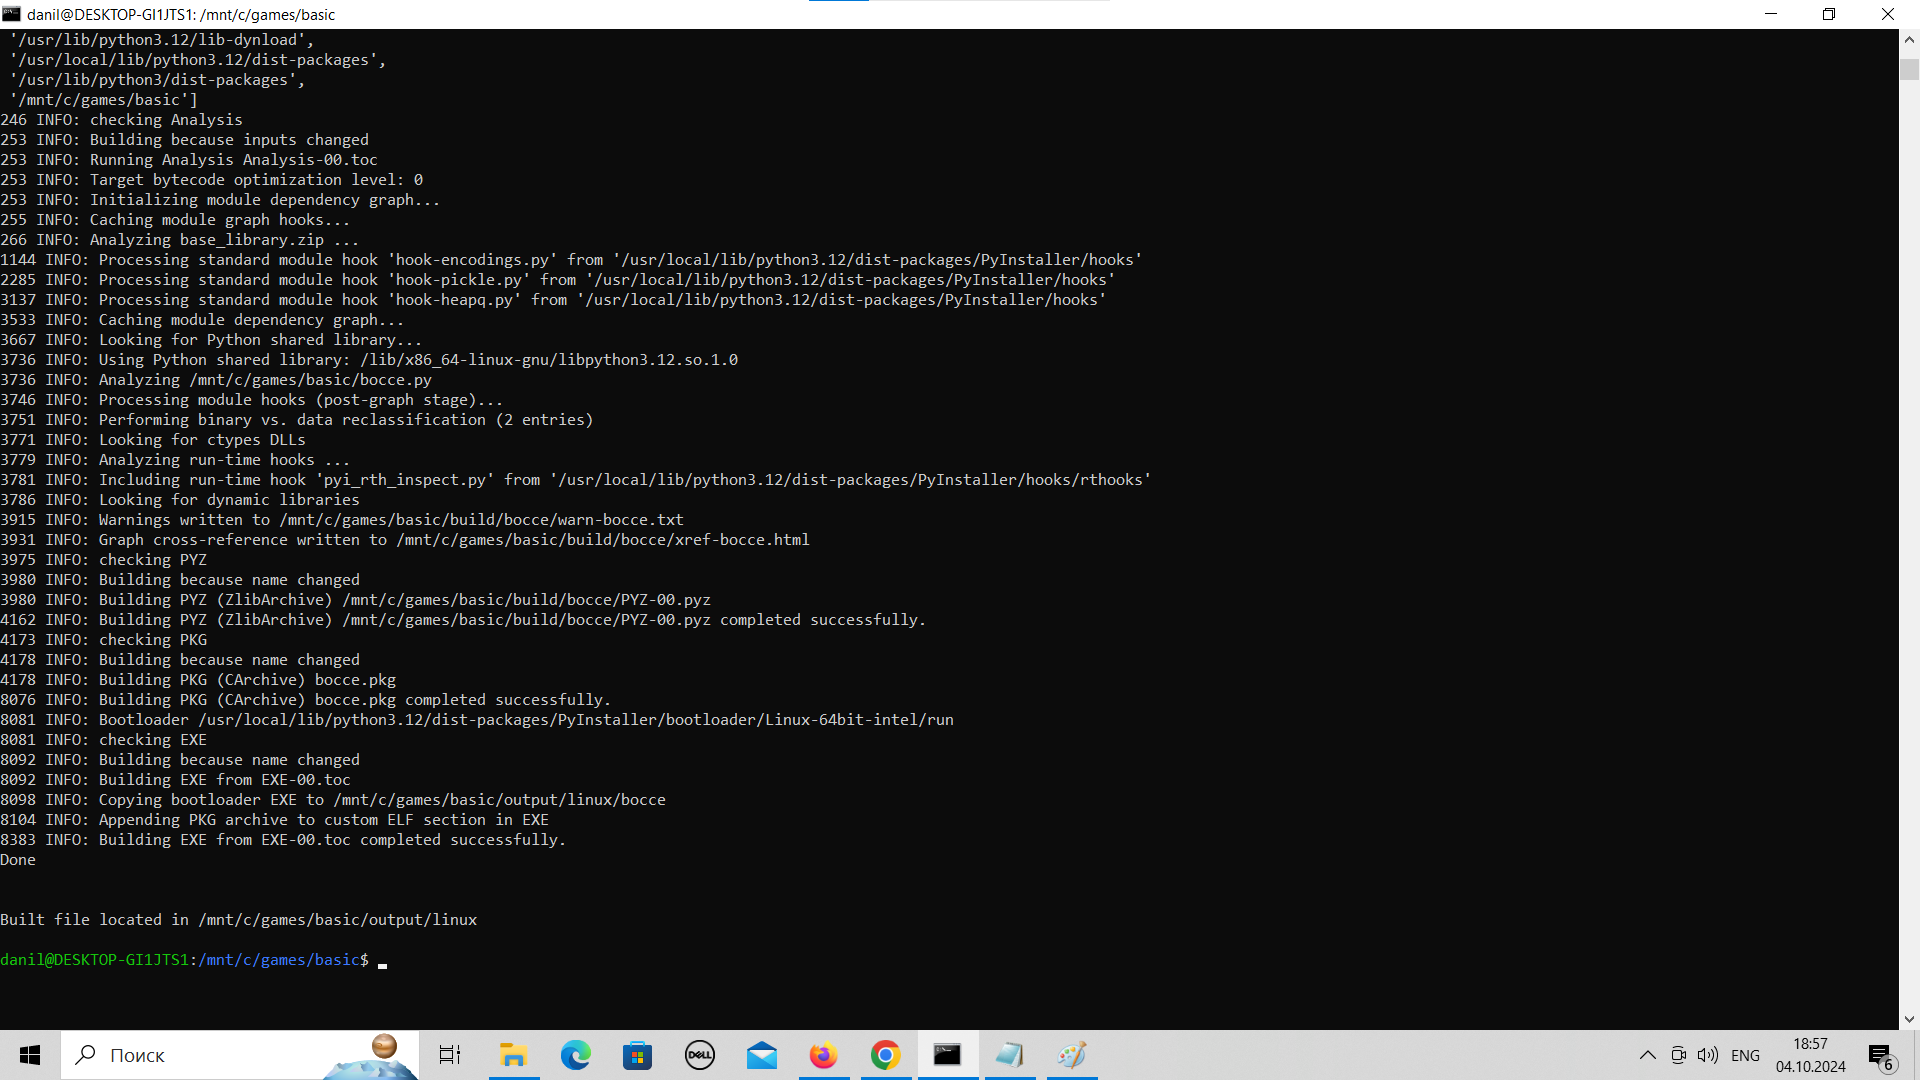 danil@DESKTOP-GI1JTS1: /mnt/c/games/basic
'/usr/lib/python3.12/lib-dynload',
'/usr/local/lib/python3.12/dist-packages',
'/usr/lib/python3/dist-packages',
'/mnt/c/games/basic']
246 INFO: checking Analysis
253 INFO: Building because inputs changed
253 INFO: Running Analysis Analysis-00.toc
253 INFO: Target bytecode optimization level: 0
253 INFO: Initializing module dependency graph...
255 INFO: Caching module graph hooks...
266 INFO: Analyzing base_library.zip ...
1144 INFO: Processing standard module hook 'hook-encodings.py' from '/usr/local/lib/python3.12/dist-packages/PyInstaller/hooks'
2285 INFO: Processing standard module hook 'hook-pickle.py' from '/usr/local/lib/python3.12/dist-packages/PyInstaller/hooks'
3137 INFO: Processing standard module hook 'hook-heapq.py' from '/usr/local/lib/python3.12/dist-packages/PyInstaller/hooks'
3533 INFO: Caching module dependency graph...
3667 INFO: Looking for Python shared library...
3736 INFO: Using Python shared library: /lib/x86_64-linux-gnu/libpython3.12.so.1.0
3736 INFO: Analyzing /mnt/c/games/basic/bocce.py
3746 INFO: Processing module hooks (post-graph stage)...
3751 INFO: Performing binary vs. data reclassification (2 entries)
3771 INFO: Looking for ctypes DLLs
3779 INFO: Analyzing run-time hooks ...
3781 INFO: Including run-time hook 'pyi_rth_inspect.py' from '/usr/local/lib/python3.12/dist-packages/PyInstaller/hooks/rthooks'
3786 INFO: Looking for dynamic libraries
3915 INFO: Warnings written to /mnt/c/games/basic/build/bocce/warn-bocce.txt
3931 INFO: Graph cross-reference written to /mnt/c/games/basic/build/bocce/xref-bocce.html
3975 INFO: checking PYZ
3980 INFO: Building because name changed
3980 INFO: Building PYZ (ZlibArchive) /mnt/c/games/basic/build/bocce/PYZ-00.pyz
4162 INFO: Building PYZ (ZlibArchive) /mnt/c/games/basic/build/bocce/PYZ-00.pyz completed successfully.
4173 INFO: checking PKG
4178 INFO: Building because name changed
4178 INFO: Building PKG (CArchive) bocce.pkg
8076 INFO: Building PKG (CArchive) bocce.pkg completed successfully.
8081 INFO: Bootloader /usr/local/lib/python3.12/dist-packages/PyInstaller/bootloader/Linux-64bit-intel/run
8081 INFO: checking EXE
8092 INFO: Building because name changed
8092 INFO: Building EXE from EXE-00.toc
8098 INFO: Copying bootloader EXE to /mnt/c/games/basic/output/linux/bocce
8104 INFO: Appending PKG archive to custom ELF section in EXE
8383 INFO: Building EXE from EXE-00.toc completed successfully.
Done
Built file located in /mnt/c/games/basic/output/linux
danil@DESKTOP-GI1JTS1:/mnt/c/games/basic$
Поиск
DELL
ENG
18:57
04.10.2024
6